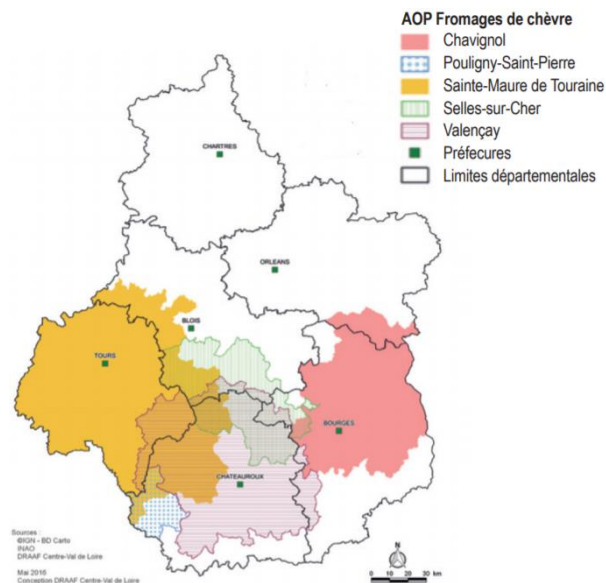 AOP Fromages de chèvre
Chavignol
Pouligny-Saint-Pierre
Sainte-Maure de Touraine
Selles-sur-Cher
Valençay
Préfecures
Limites départementales
CHARTRES
ORLEANS
BLOIS
TOURS
BOURGES
CHATEAUROUX
Sources :
©IGN - BD Carto
INAO
DRAAF Centre-Val de Loire
Mai 2016
Conception DRAAF Centre-Val de Loire
N
0 10 20 30 km